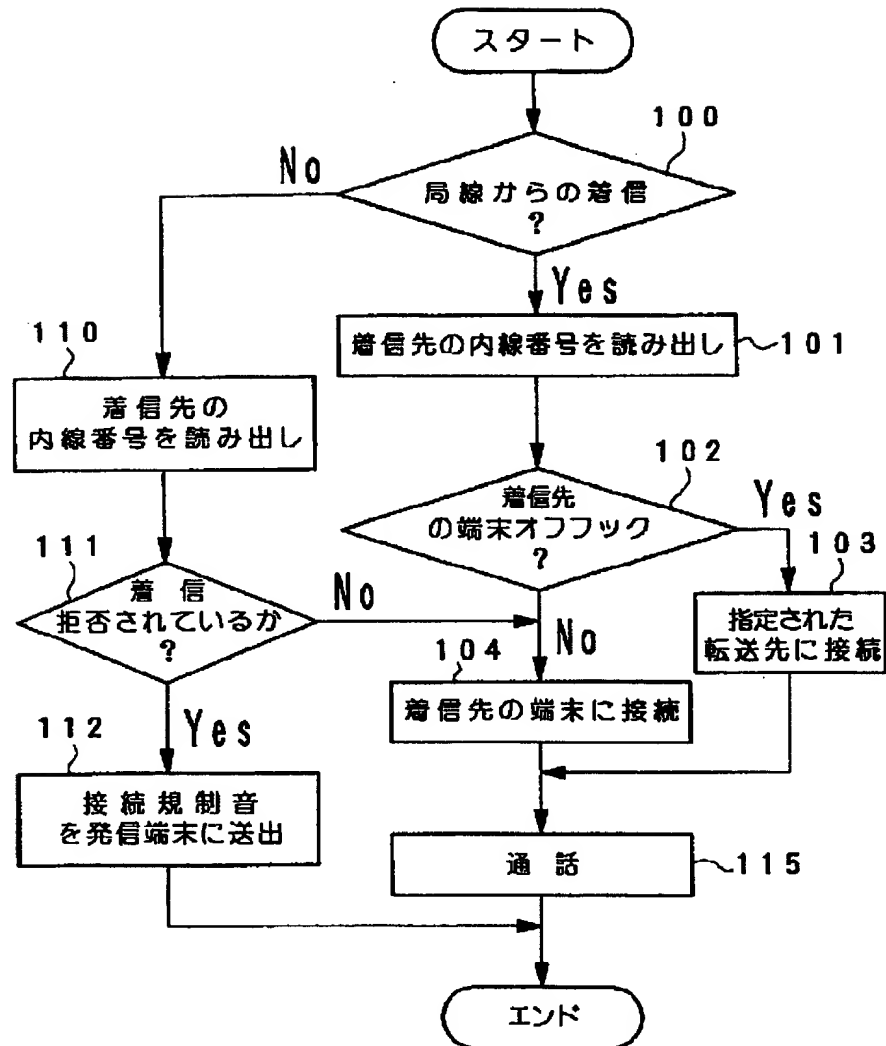 スタート
100
局線からの着信
?
No
Yes
110
着信先の内線番号を読み出し
101
着信先の
内線番号を読み出し
102
着信先
の端末オフフック
?
Yes
103
111
着信
拒否されているか
?
No
指定された
転送先に接続
No
104
着信先の端末に接続
112
Yes
接続規制音
を発信端末に送出
通話
115
エンド